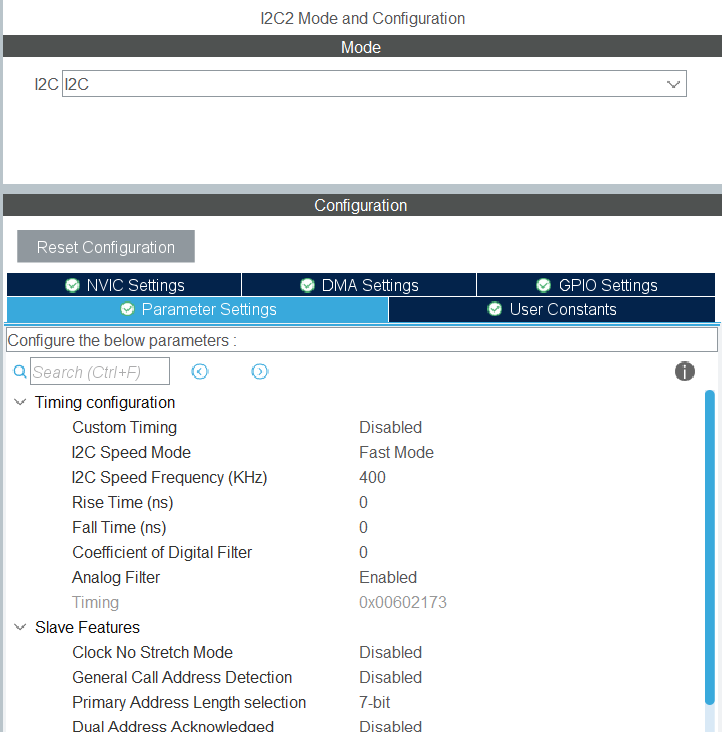 I2C2 Mode and Configuration
Mode
I2C I2C
Configuration
Reset Configuration
NVIC Settings DMA Settings GPIO Settings
Parameter Settings User Constants
Configure the below parameters :
Search (Ctrl+F)
Timing configuration
Custom Timing Disabled
I2C Speed Mode Fast Mode
I2C Speed Frequency (KHz) 400
Rise Time (ns) 0
Fall Time (ns) 0
Coefficient of Digital Filter 0
Analog Filter Enabled
Timing 0x00602173
Slave Features
Clock No Stretch Mode Disabled
General Call Address Detection Disabled
Primary Address Length selection 7-bit
Dual Address Acknowledged Disabled